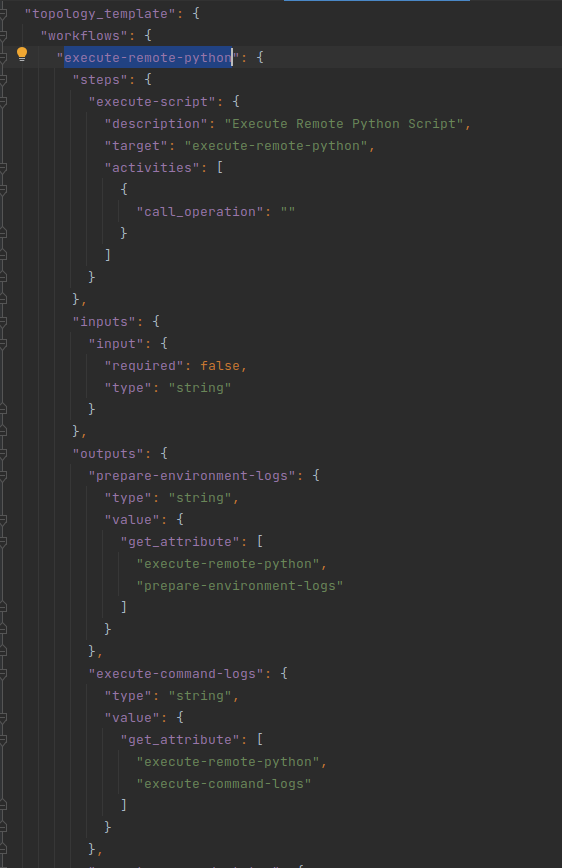 "topology_template": {
"workflows": {
"execute-remote-python": {
"steps": {
"execute-script": {
"description": "Execute Remote Python Script",
"target": "execute-remote-python",
"activities": [
{
"call_operation": ""
}
]
}
},
"inputs": {
"input": {
"required": false,
"type": "string"
}
},
"outputs": {
"prepare-environment-logs": {
"type": "string",
"value": {
"get_attribute": [
"execute-remote-python",
"prepare-environment-logs"
]
}
},
"execute-command-logs": {
"type": "string",
"value": {
"get_attribute": [
"execute-remote-python",
"execute-command-logs"
]
}
},